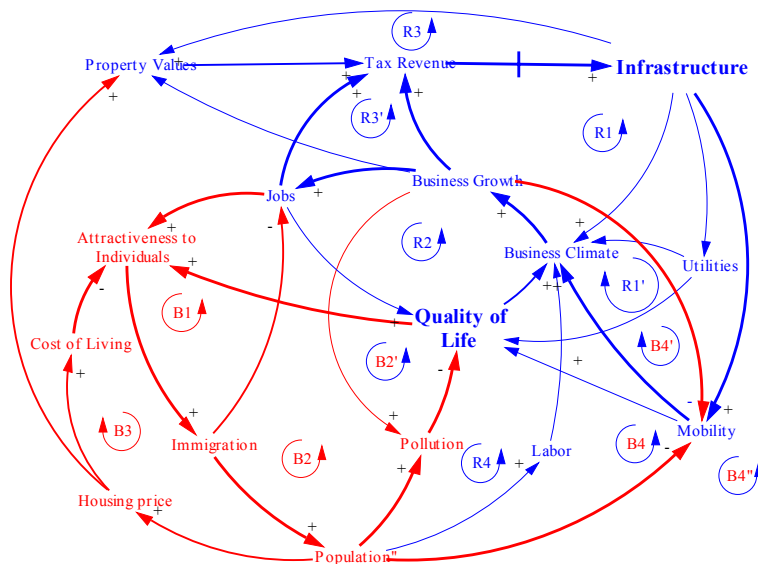 R3
Property Values
+
Tax Revenue
+
Infrastructure
+
+
+
+
R3'
R1
Jobs
+
Business Growth
+
-
+
+
Attractiveness to
Individuals
+
R2
Business Climate
Utilities
+
-
B1
Quality of
Life
+
++
R1'
Cost of Living
+
B2'
-
+
B4'
-
+
B3
+
Immigration
B2
+
Pollution
+
R4
+
Labor
B4
-
Mobility
B4"
Housing price
+
+
Population"